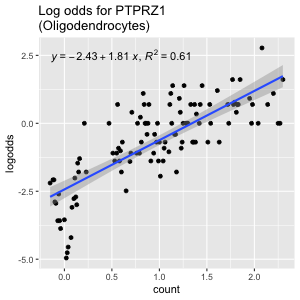 Log odds for PTPRZ1
(Oligodendrocytes)
y = −2.43 + 1.81 x, R² = 0.61
2.5
0.0
-2.5
-5.0
logodds
0.0 0.5 1.0 1.5 2.0
count